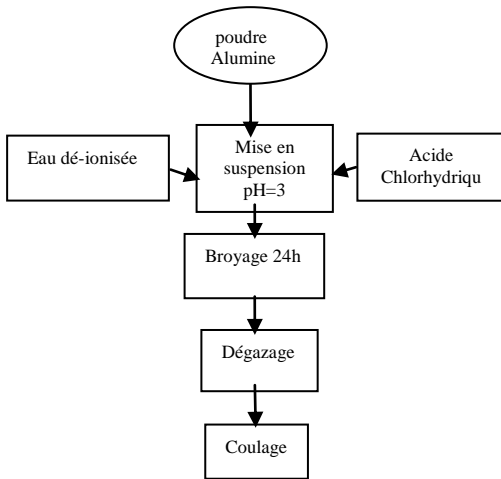 poudre
Alumine
Eau dé-ionisée
Mise en
suspension
pH=3
Acide
Chlorhydriqu
Broyage 24h
Dégazage
Coulage